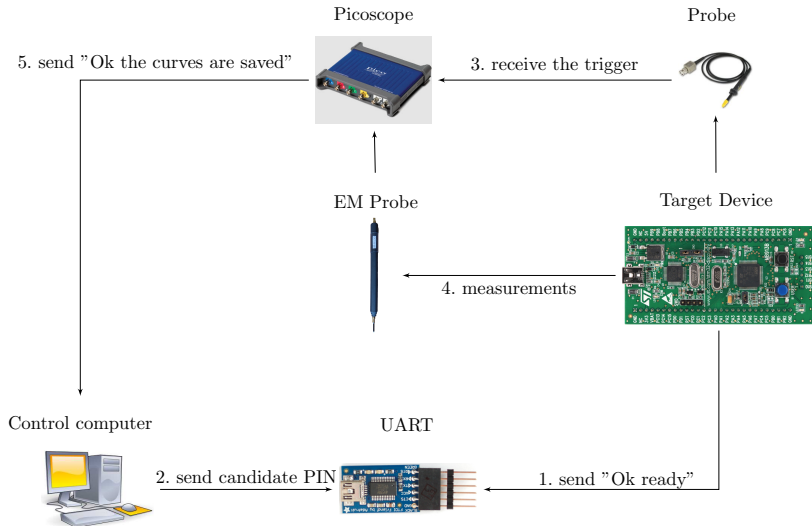 Picoscope
Probe
5. send "Ok the curves are saved"
3. receive the trigger
EM Probe
Target Device
4. measurements
Control computer
UART
2. send candidate PIN
1. send "Ok ready"